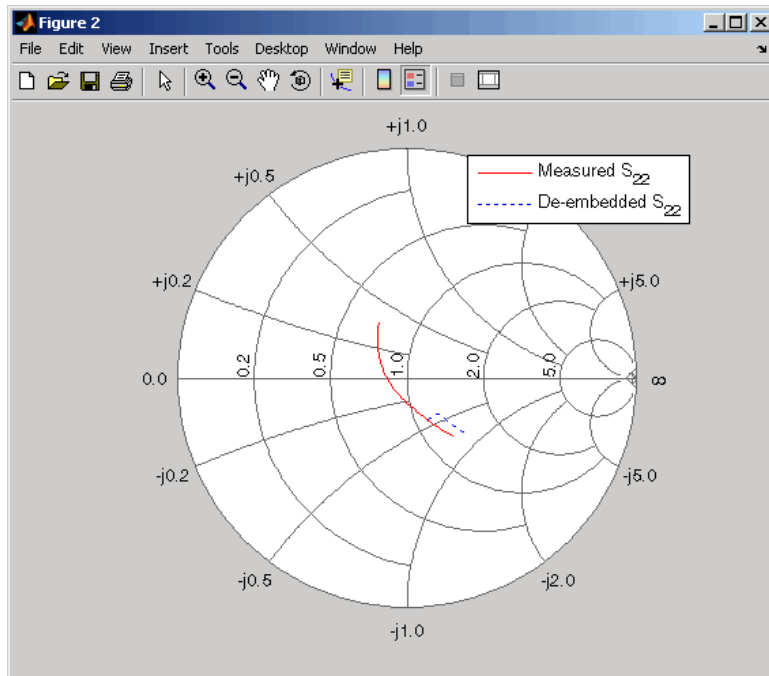 Figure 2
File Edit View Insert Tools Desktop Window Help
+j1.0
Measured S22
De-embedded S22
+j0.5
+j0.2
+j5.0
0.0
0.2
0.5
1.0
2.0
5.0
∞
-j0.2
-j5.0
-j0.5
-j2.0
-j1.0